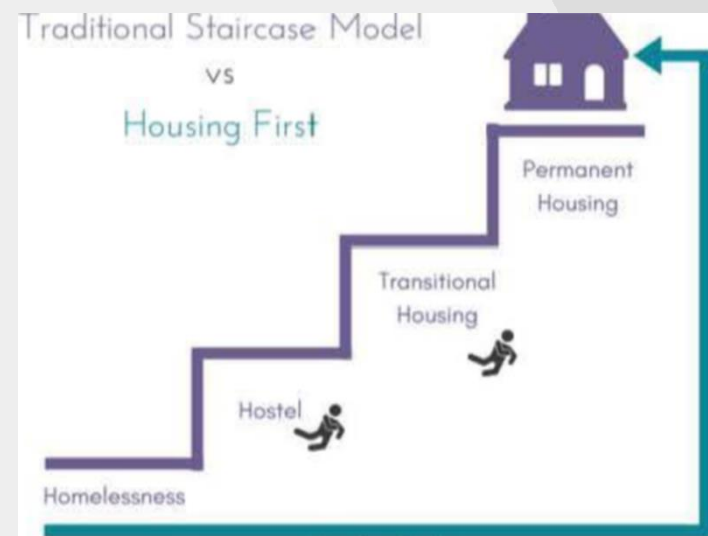 Traditional Staircase Model
vs
Housing First
Permanent
Housing
Transitional
Housing
Hostel
Homelessness